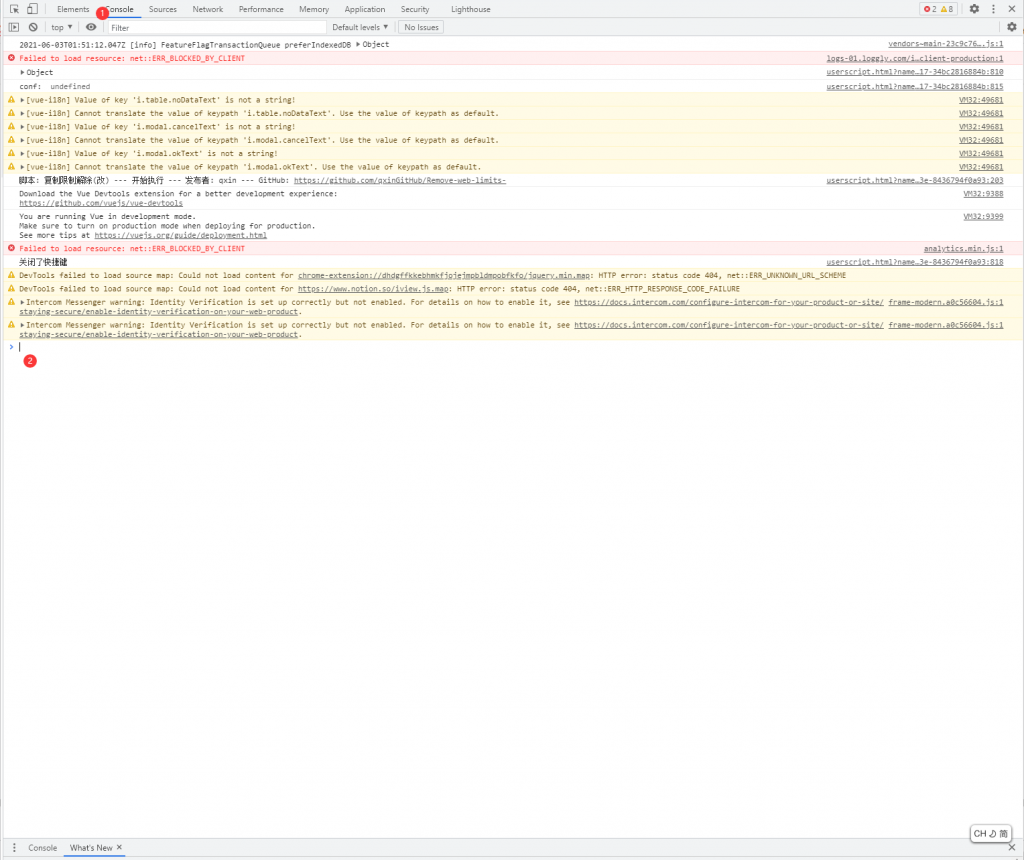 Elements Console Sources Network Performance Memory Application Security Lighthouse 2 8
1
top Filter Default levels No Issues
2021-06-03T01:51:12.047Z [info] FeatureFlagTransactionQueue preferIndexedDB Object vendors~main-23c9c76….js:1
Failed to load resource: net::ERR_BLOCKED_BY_CLIENT logs-01.loggly.com/i…client-production:1
Object userscript.html?name…17-34bc2816884b:810
conf: undefined userscript.html?name…17-34bc2816884b:815
[vue-i18n] Value of key 'i.table.noDataText' is not a string! VM32:49681
[vue-i18n] Cannot translate the value of keypath 'i.table.noDataText'. Use the value of keypath as default. VM32:49681
[vue-i18n] Value of key 'i.modal.cancelText' is not a string! VM32:49681
[vue-i18n] Cannot translate the value of keypath 'i.modal.cancelText'. Use the value of keypath as default. VM32:49681
[vue-i18n] Value of key 'i.modal.okText' is not a string! VM32:49681
[vue-i18n] Cannot translate the value of keypath 'i.modal.okText'. Use the value of keypath as default. VM32:49681
脚本: 复制限制解除(改) --- 开始执行 --- 发布者: qxin --- GitHub: https://github.com/qxinGitHub/Remove-web-limits- userscript.html?name…3e-8436794f0a93:203
Download the Vue Devtools extension for a better development experience: VM32:9388
https://github.com/vuejs/vue-devtools
You are running Vue in development mode. VM32:9399
Make sure to turn on production mode when deploying for production.
See more tips at https://vuejs.org/guide/deployment.html
Failed to load resource: net::ERR_BLOCKED_BY_CLIENT analytics.min.js:1
关闭了快捷键 userscript.html?name…3e-8436794f0a93:818
DevTools failed to load source map: Could not load content for chrome-extension://dhdgffkkebhmkfjojejmpbldmpobfkfo/jquery.min.map: HTTP error: status code 404, net::ERR_UNKNOWN_URL_SCHEME
DevTools failed to load source map: Could not load content for https://www.notion.so/iview.js.map: HTTP error: status code 404, net::ERR_HTTP_RESPONSE_CODE_FAILURE
Intercom Messenger warning: Identity Verification is set up correctly but not enabled. For details on how to enable it, see https://docs.intercom.com/configure-intercom-for-your-product-or-site/ frame-modern.a0c56604.js:1
staying-secure/enable-identity-verification-on-your-web-product.
Intercom Messenger warning: Identity Verification is set up correctly but not enabled. For details on how to enable it, see https://docs.intercom.com/configure-intercom-for-your-product-or-site/ frame-modern.a0c56604.js:1
staying-secure/enable-identity-verification-on-your-web-product.
2
CH 简
Console What's New